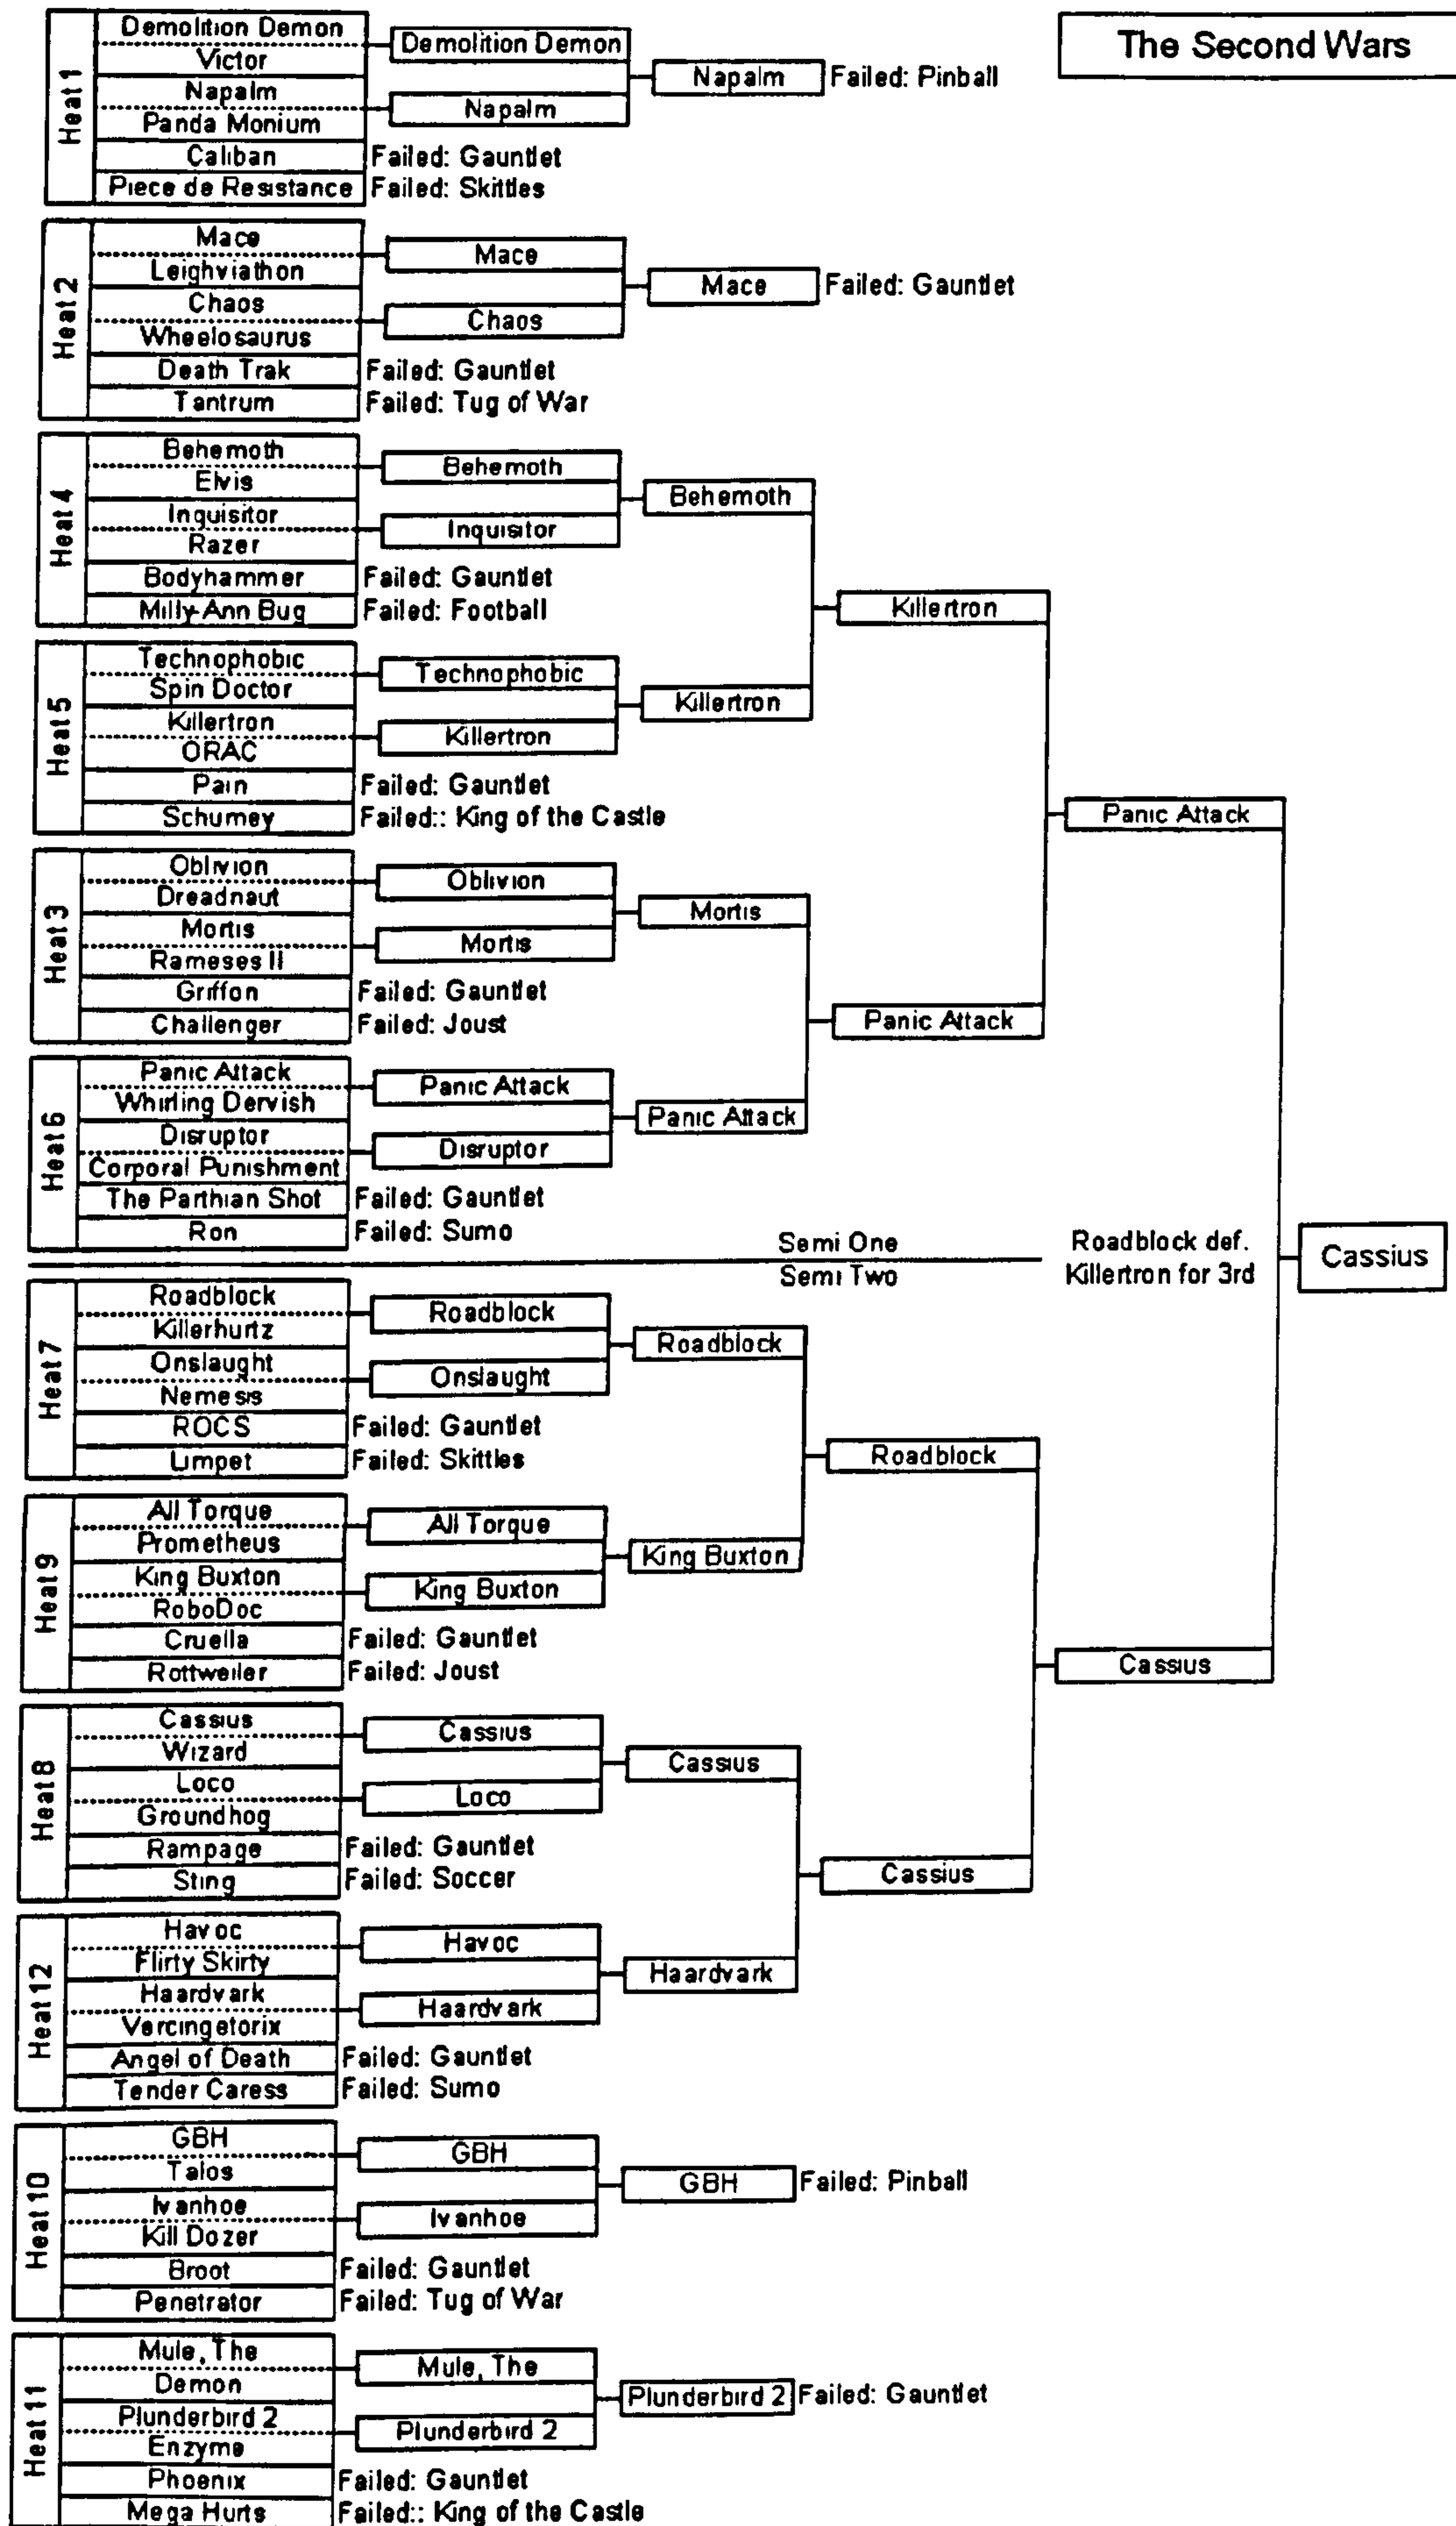 The Second Wars
Heat 1
Demolition Demon
Victor
Napalm
Panda Monium
Caliban
Piece de Resistance
Demolition Demon
Napalm
Failed: Gauntlet
Failed: Skittles
Napalm
Failed: Pinball
Heat 2
Mace
Leighviathon
Chaos
Wheelosaurus
Death Trak
Tantrum
Mace
Chaos
Failed: Gauntlet
Failed: Tug of War
Mace
Failed: Gauntlet
Heat 4
Behemoth
Elvis
Inquisitor
Razer
Bodyhammer
Milly-Ann Bug
Behemoth
Inquisitor
Failed: Gauntlet
Failed: Football
Behemoth
Killertron
Heat 5
Technophobic
Spin Doctor
Killertron
ORAC
Pain
Schumey
Technophobic
Killertron
Failed: Gauntlet
Failed:: King of the Castle
Killertron
Panic Attack
Heat 3
Oblivion
Dreadnaut
Mortis
Rameses II
Griffon
Challenger
Oblivion
Mortis
Failed: Gauntlet
Failed: Joust
Mortis
Panic Attack
Heat 6
Panic Attack
Whirling Dervish
Disruptor
Corporal Punishment
The Parthian Shot
Ron
Panic Attack
Disruptor
Failed: Gauntlet
Failed: Sumo
Panic Attack
Semi One
Semi Two
Roadblock def.
Killertron for 3rd
Cassius
Heat 7
Roadblock
Killerhurtz
Onslaught
Nemesis
ROCS
Limpet
Roadblock
Onslaught
Failed: Gauntlet
Failed: Skittles
Roadblock
Roadblock
Heat 9
All Torque
Prometheus
King Buxton
RoboDoc
Cruella
Rottweiler
All Torque
King Buxton
Failed: Gauntlet
Failed: Joust
King Buxton
Cassius
Heat 8
Cassius
Wizard
Loco
Groundhog
Rampage
Sting
Cassius
Loco
Failed: Gauntlet
Failed: Soccer
Cassius
Cassius
Heat 12
Havoc
Flirty Skirty
Haardvark
Vercingetorix
Angel of Death
Tender Caress
Havoc
Haardvark
Failed: Gauntlet
Failed: Sumo
Haardvark
Heat 10
GBH
Talos
Ivanhoe
Kill Dozer
Broot
Penetrator
GBH
Ivanhoe
Failed: Gauntlet
Failed: Tug of War
GBH
Failed: Pinball
Heat 11
Mule, The
Demon
Plunderbird 2
Enzyme
Phoenix
Mega Hurts
Mule, The
Plunderbird 2
Failed: Gauntlet
Failed:: King of the Castle
Plunderbird 2
Failed: Gauntlet